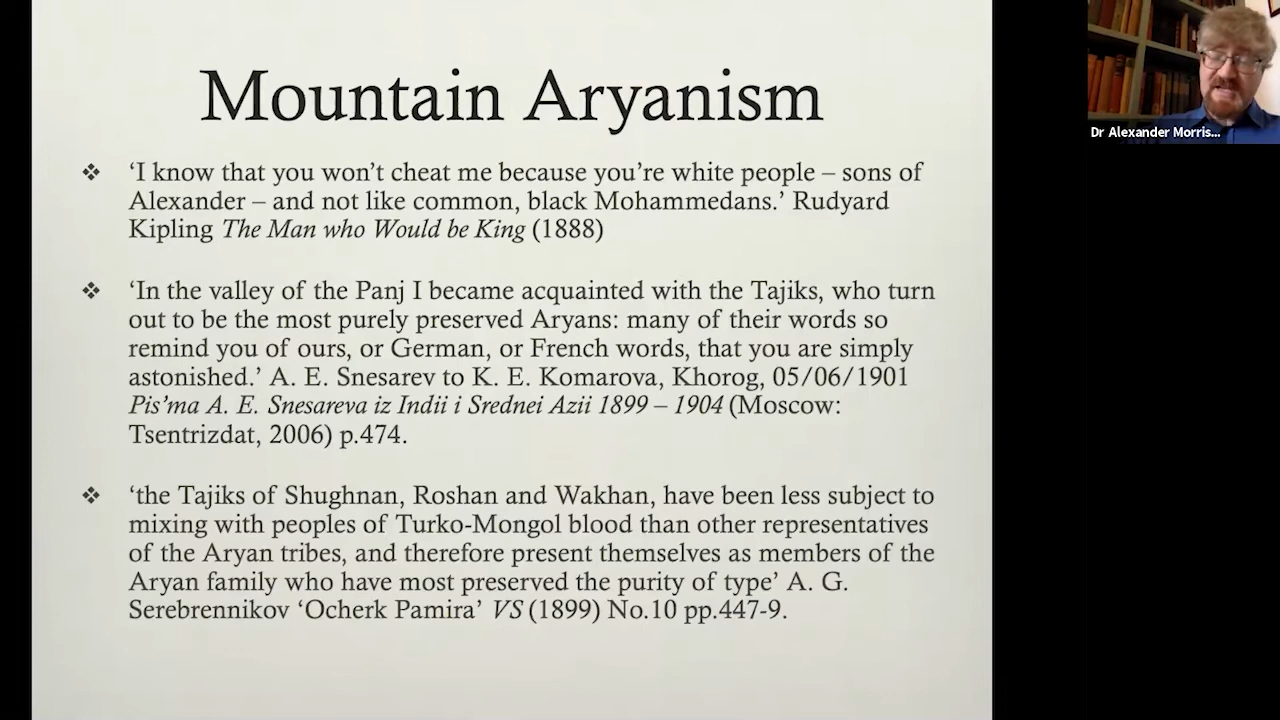 Mountain Aryanism
❖ ‘I know that you won’t cheat me because you’re white people – sons of
Alexander – and not like common, black Mohammedans.’ Rudyard
Kipling The Man who Would be King (1888)
❖ ‘In the valley of the Panj I became acquainted with the Tajiks, who turn
out to be the most purely preserved Aryans: many of their words so
remind you of ours, or German, or French words, that you are simply
astonished.’ A. E. Snesarev to K. E. Komarova, Khorog, 05/06/1901
Pis’ma A. E. Snesareva iz Indii i Srednei Azii 1899 – 1904 (Moscow:
Tsentrizdat, 2006) p.474.
❖ ‘the Tajiks of Shughnan, Roshan and Wakhan, have been less subject to
mixing with peoples of Turko-Mongol blood than other representatives
of the Aryan tribes, and therefore present themselves as members of the
Aryan family who have most preserved the purity of type’ A. G.
Serebrennikov ‘Ocherk Pamira’ VS (1899) No.10 pp.447-9.
Dr Alexander Morris...